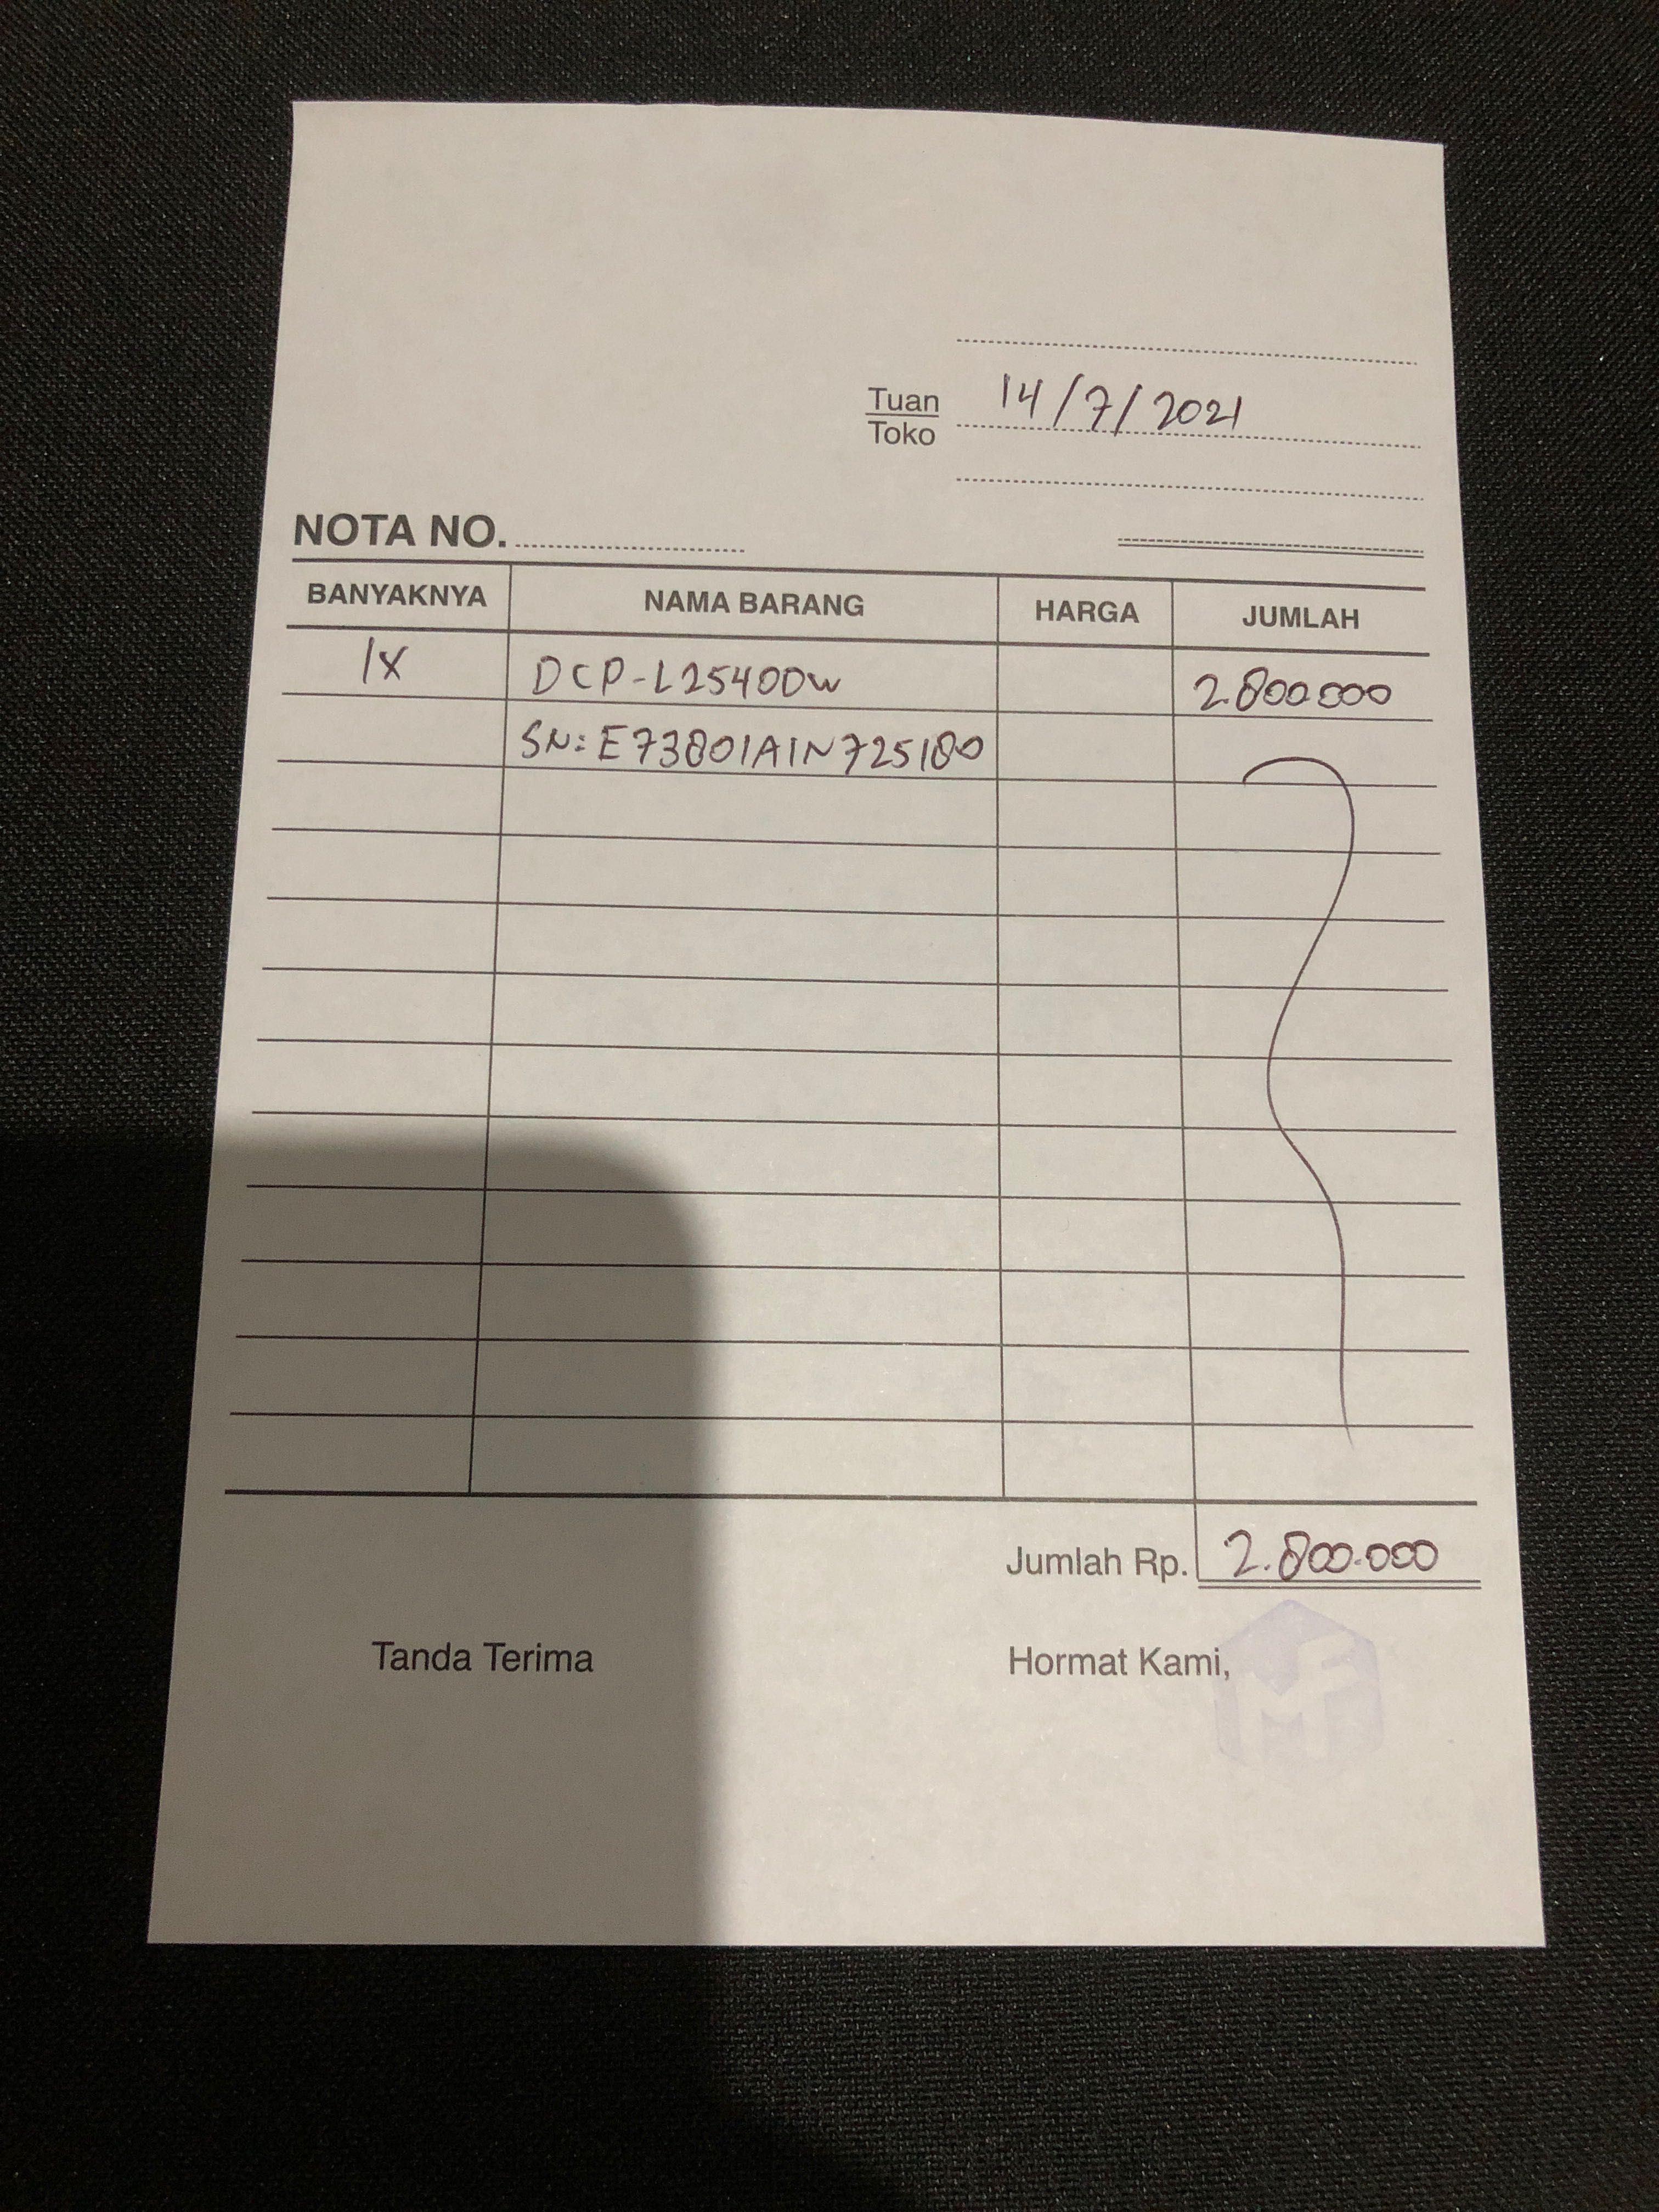 Tuan
Toko 14/7/2021
NOTA NO.
BANYAKNYA NAMA BARANG HARGA JUMLAH
1X DCP-L2540DW 2.800.000
SN: E73801A1N725180
Jumlah Rp. 2.800.000
Tanda Terima Hormat Kami,